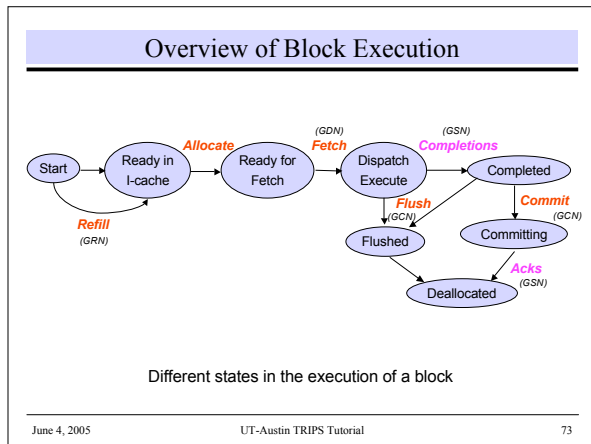 Overview of Block Execution
Start
Ready in
I-cache
Allocate
Ready for
Fetch
(GDN)
Fetch
Dispatch
Execute
(GSN)
Completions
Completed
Refill
(GRN)
Flush
(GCN)
Flushed
Commit
(GCN)
Committing
Acks
(GSN)
Deallocated
Different states in the execution of a block
June 4, 2005 UT-Austin TRIPS Tutorial 73